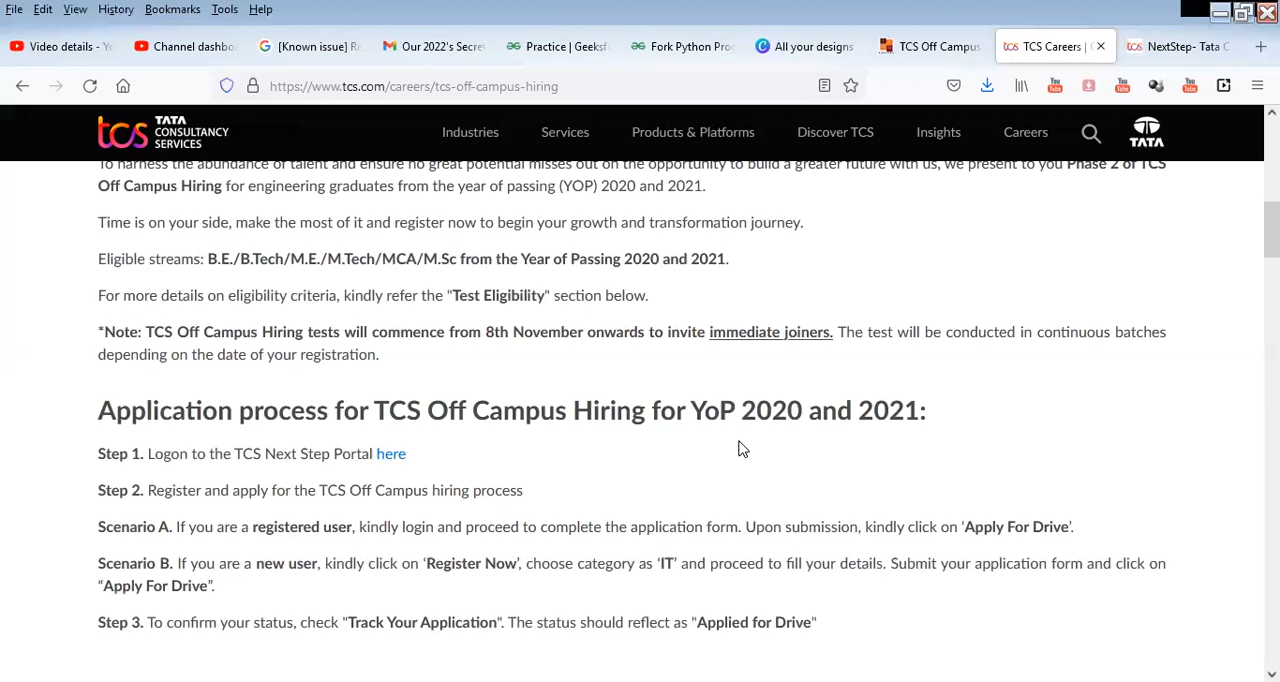 File Edit View History Bookmarks Tools Help
Video details - Y
Channel dashbo
[Known issue] R
Our 2022's Secre
Practice | Geeksf
Fork Python Pro
All your designs
TCS Off Campus
TCS Careers |
NextStep- Tata C
https://www.tcs.com/careers/tcs-off-campus-hiring
tcs TATA CONSULTANCY SERVICES
Industries Services Products & Platforms Discover TCS Insights Careers
TATA
To harness the abundance of talent and ensure no great potential misses out on the opportunity to build a greater future with us, we present to you Phase 2 of TCS
Off Campus Hiring for engineering graduates from the year of passing (YOP) 2020 and 2021.
Time is on your side, make the most of it and register now to begin your growth and transformation journey.
Eligible streams: B.E./B.Tech/M.E./M.Tech/MCA/M.Sc from the Year of Passing 2020 and 2021.
For more details on eligibility criteria, kindly refer the "Test Eligibility" section below.
*Note: TCS Off Campus Hiring tests will commence from 8th November onwards to invite immediate joiners. The test will be conducted in continuous batches
depending on the date of your registration.
Application process for TCS Off Campus Hiring for YoP 2020 and 2021:
Step 1. Logon to the TCS Next Step Portal here
Step 2. Register and apply for the TCS Off Campus hiring process
Scenario A. If you are a registered user, kindly login and proceed to complete the application form. Upon submission, kindly click on ‘Apply For Drive’.
Scenario B. If you are a new user, kindly click on ‘Register Now’, choose category as ‘IT’ and proceed to fill your details. Submit your application form and click on
“Apply For Drive”.
Step 3. To confirm your status, check "Track Your Application". The status should reflect as "Applied for Drive"